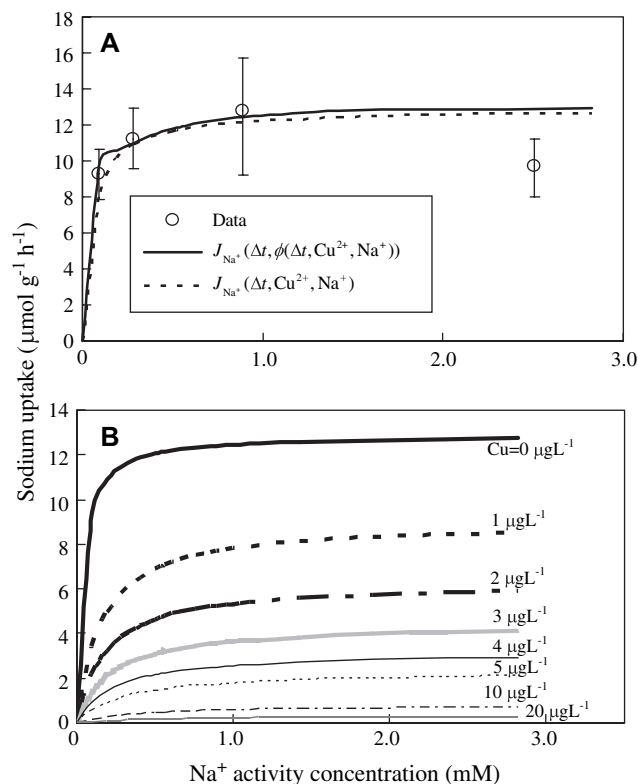 A
18
16
14
12
10
8
6
4
2
0
Data
J_Na⁺ (Δt, ϕ(Δt, Cu²⁺, Na⁺))
J_Na⁺ (Δt, Cu²⁺, Na⁺)
0
1.0
2.0
3.0
Sodium uptake (μmol g⁻¹ h⁻¹)
B
14
12
10
8
6
4
2
0
Cu=0 μgL⁻¹
1 μgL⁻¹
2 μgL⁻¹
3 μgL⁻¹
4 μgL⁻¹
5 μgL⁻¹
10 μgL⁻¹
20 μgL⁻¹
0
1.0
2.0
3.0
Na⁺ activity concentration (mM)